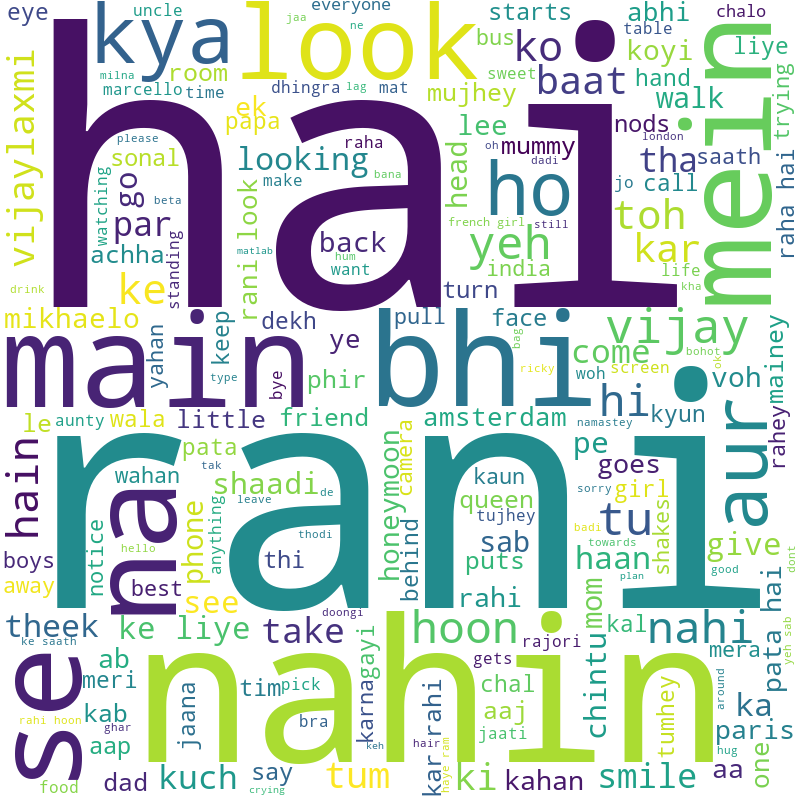 eye
uncle
kya
look
everyone
jaa
ne
starts
abhi
chalo
hai
ko
bus
table
koyi
liye
mein
milna
room
marcello
time
dhingra
lag
mat
sweet
baat
hand
trying
vijaylaxmi
ek
papa
mujhey
walk
please
sonal
looking
raha
lee
oh
mummy
nods
london
watching
go
beta
make
bana
head
dadi
ho
tha
saath
jo
call
raha hai
par
achha
standing
rani look
back
matlab
hum
want
french girl
still
yeh
india
toh
kar
life
kha
drink
ke
turn
mikhaelo
main
yahan
keep
dekh
ye
pull
bhi
face
bag
vijay
come
ricky
woh
screen
ok
bohot
mainey
type
bye
phir
hi
voh
le
aunty
wala
little
friend
amsterdam
namastey
kyun
aur
rahey
hain
rani
pata
tak
wahan
shaadi
de
honeymoon
camera
kaun
queen
pe
goes
girl
sorry
tu
badi
give
notice
na
phone
anything
leave
thodi
behind
tujhey
sab
puts
haan
towards
shakes
good
dont
boys
hello
thi
away
best
see
rahi
plan
mom
theek
ke liye
take
doongi
hoon
rajori
kal
nahi
pata hai
yeh sab
ke saath
se
ab
meri
nahin
tim
pick
karna
gayi
gets
chal
chintu
mera
tumhey
around
rahi hoon
kab
ghar
jaana
bra
kar rahi
aaj
jaati
ka
paris
aap
keh
hair
haye ram
hug
one
food
dad
kuch
say
crying
tum
ki
kahan
smile
aa